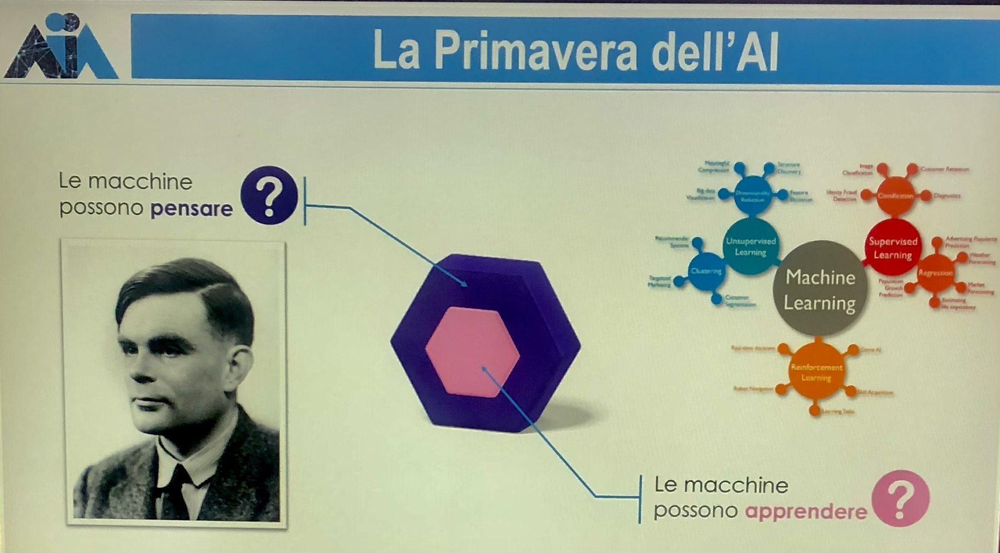 AiA
La Primavera dell'AI
Le macchine
possono pensare
?
Meaningful
Compression
Structure
Discovery
Big data
Visualisation
Dimensionality
Reduction
Feature
Elicitation
Recommender
Systems
Unsupervised
Learning
Clustering
Targeted
Marketing
Customer
Segmentation
Machine
Learning
Image
Classification
Customer Retention
Identity Fraud
Detection
Classification
Diagnostics
Supervised
Learning
Advertising Popularity
Prediction
Weather
Forecasting
Regression
Population
Growth
Prediction
Market
Forecasting
Estimating
life expectancy
Real-time decisions
Game AI
Reinforcement
Learning
Robot Navigation
Skill Acquisition
Learning Tasks
Le macchine
possono apprendere
?